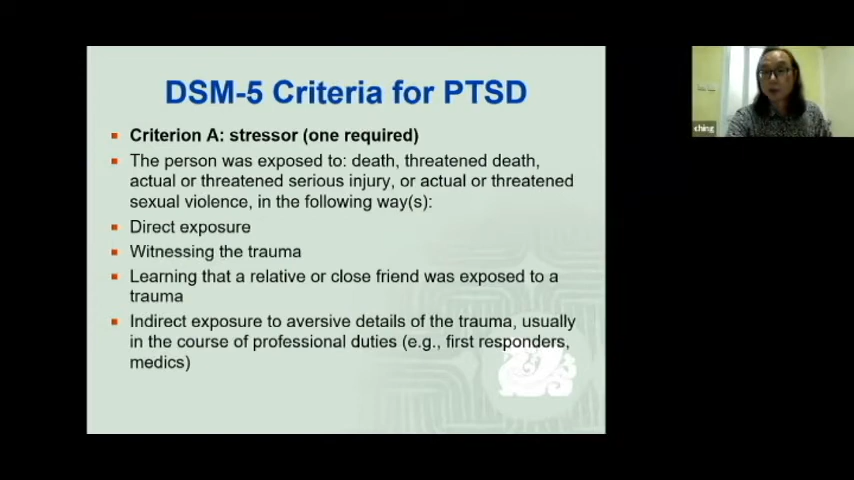 DSM-5 Criteria for PTSD
Criterion A: stressor (one required)
The person was exposed to: death, threatened death,
actual or threatened serious injury, or actual or threatened
sexual violence, in the following way(s):
Direct exposure
Witnessing the trauma
Learning that a relative or close friend was exposed to a
trauma
Indirect exposure to aversive details of the trauma, usually
in the course of professional duties (e.g., first responders,
medics)
ching